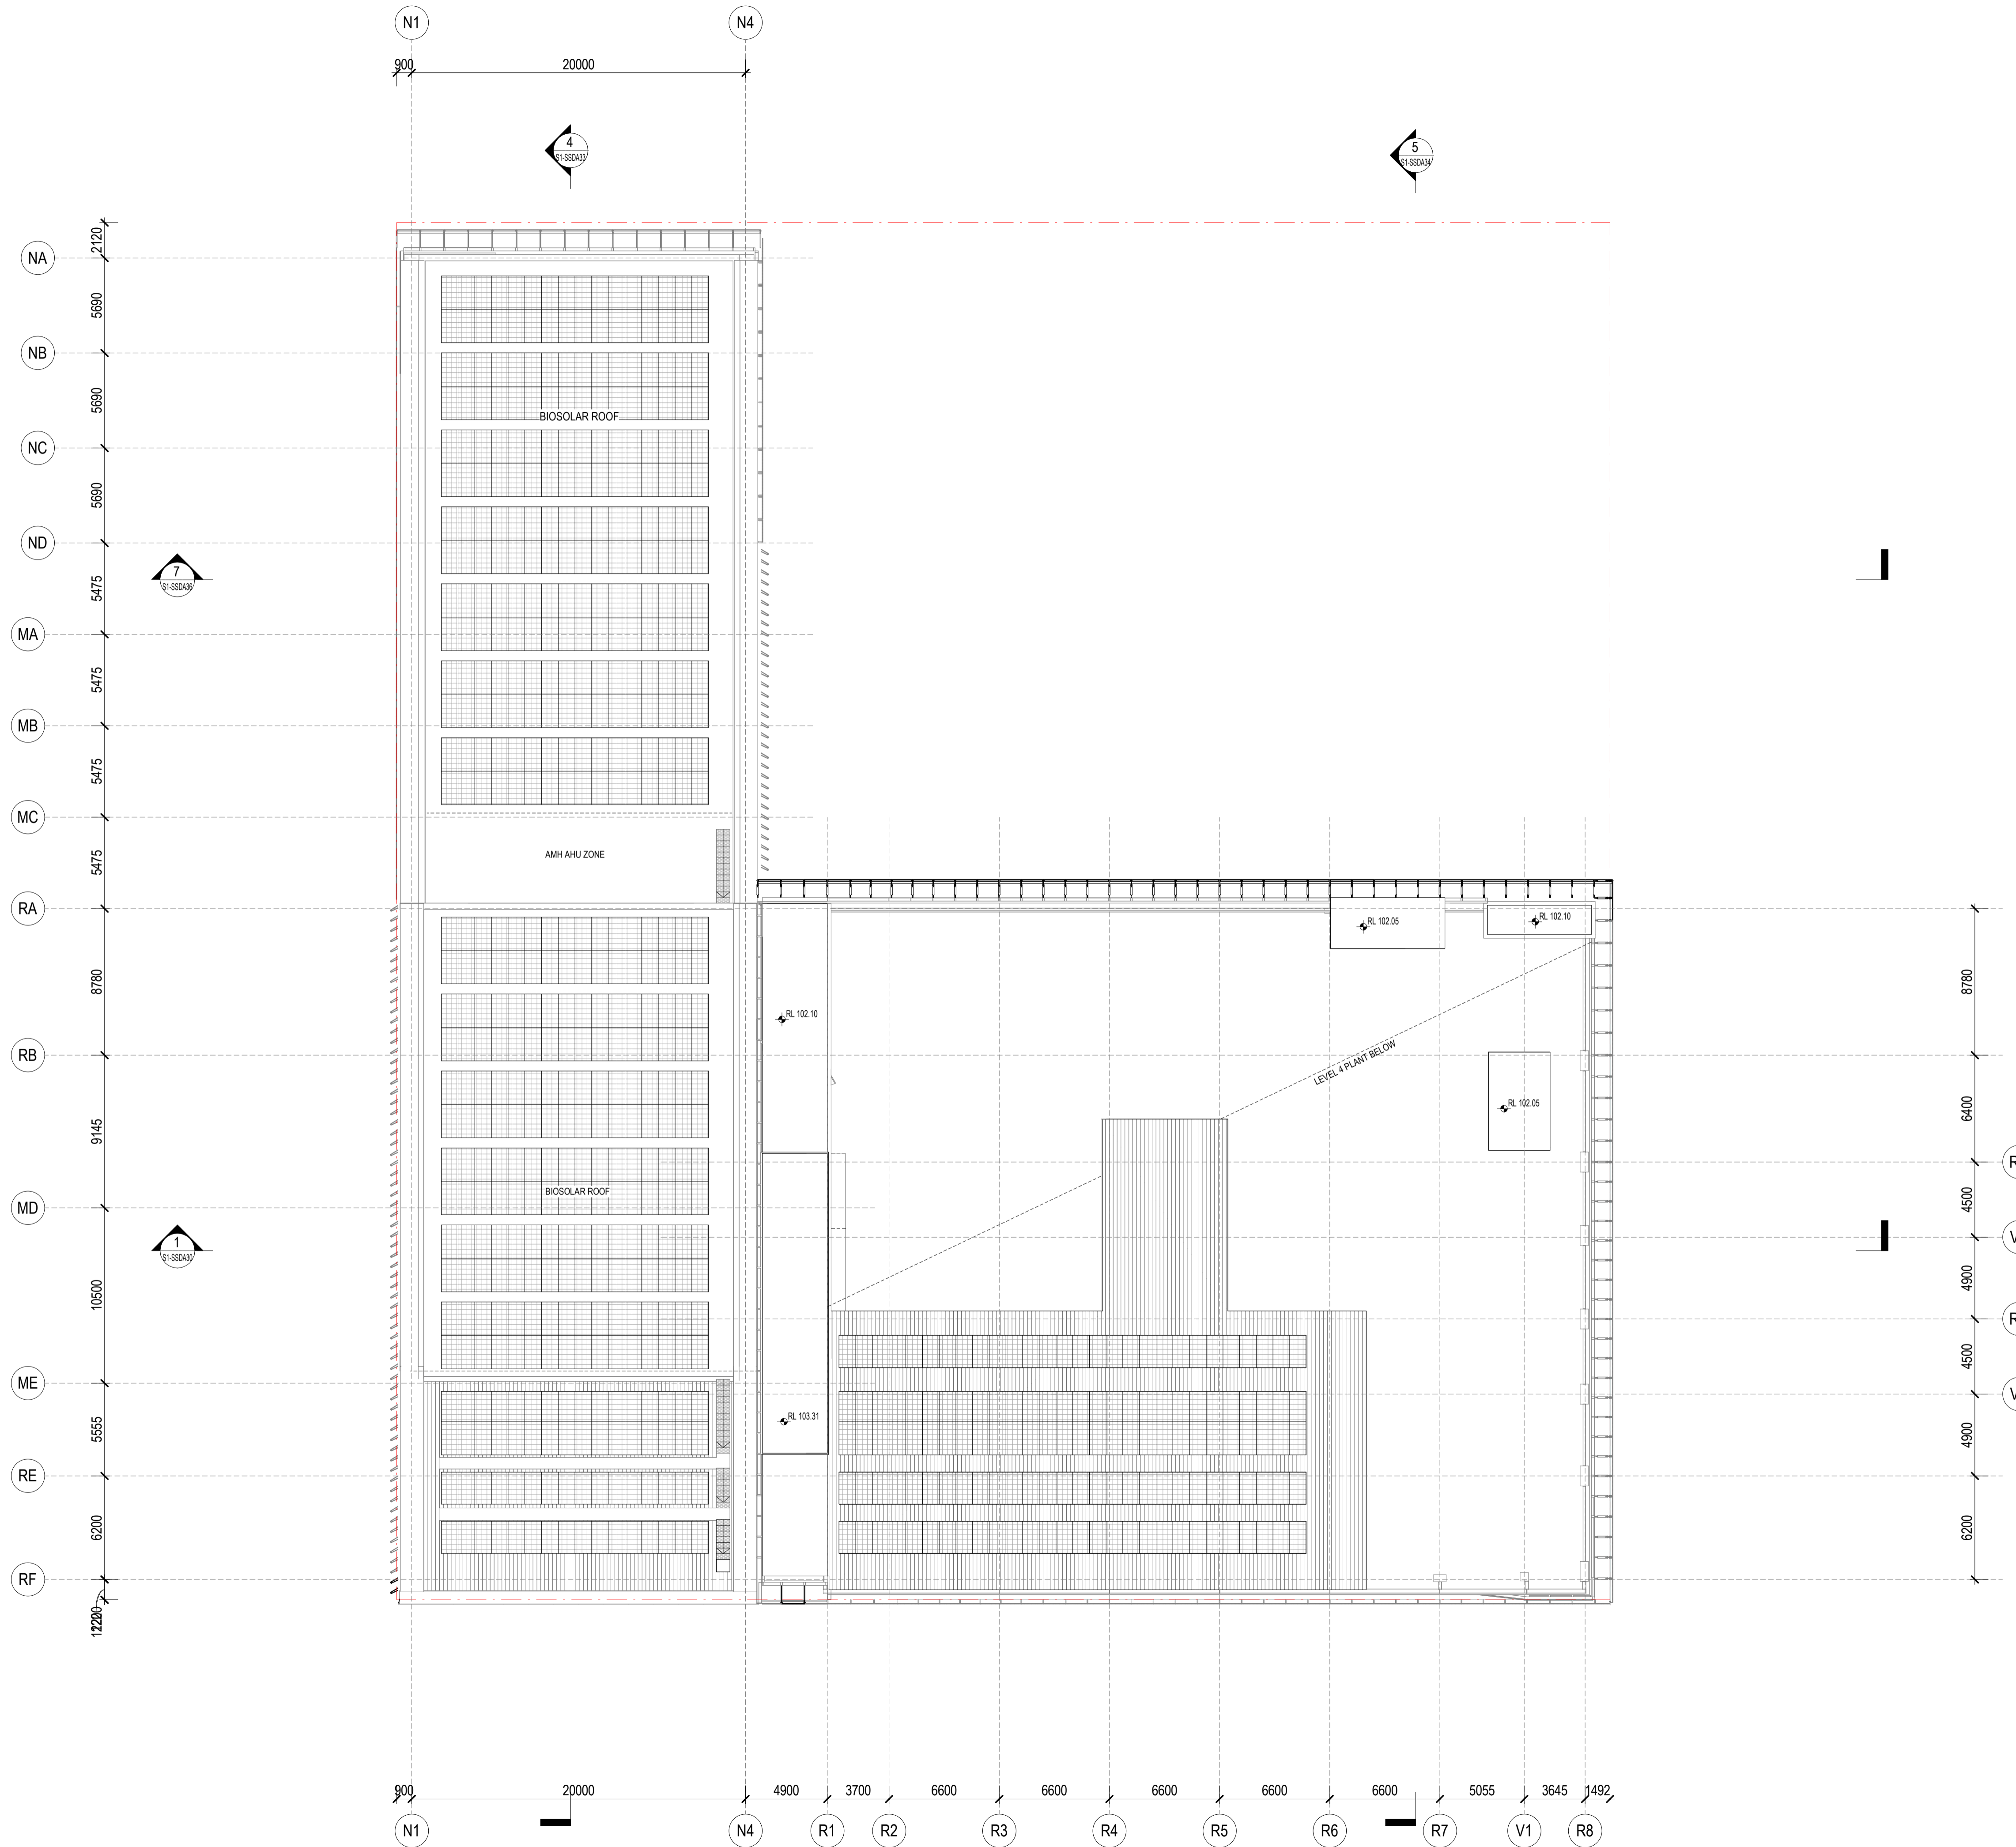 N1
N4
900
20000
4
S1-SSDA33
5
S1-SSDA34
2120
NA
5690
NB
5690
BIOSOLAR ROOF
NC
5690
ND
7
S1-SSDA36
5475
MA
5475
MB
5475
MC
5475
AMH AHU ZONE
RA
RL 102.05
RL 102.10
8780
8780
RL 102.10
RB
LEVEL 4 PLANT BELOW
RL 102.05
9145
6400
R
BIOSOLAR ROOF
4500
MD
V
1
S1-SSDA30
10500
4900
R
4500
ME
V
RL 103.31
5555
4900
RE
6200
6200
RF
900
20000
4900
3700
6600
6600
6600
6600
6600
5055
3645
1492
N1
N4
R1
R2
R3
R4
R5
R6
R7
V1
R8